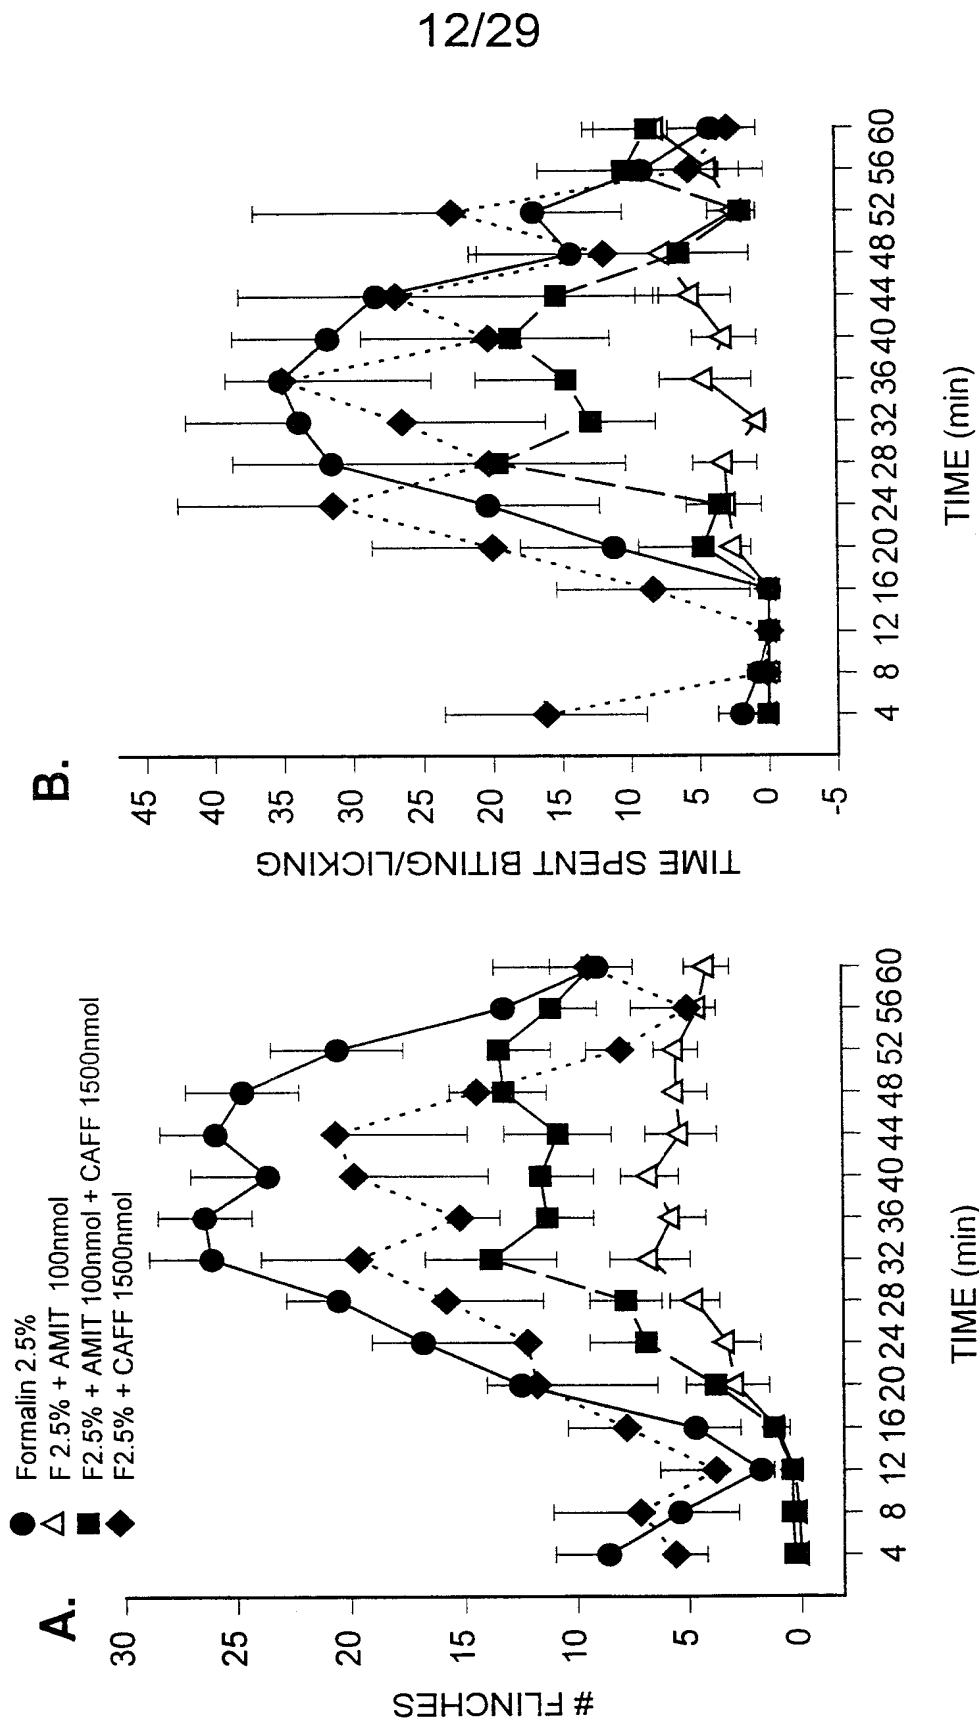 12/29
A.
Formalin 2.5%
F 2.5% + AMIT 100nmol
F2.5% + AMIT 100nmol + CAFF 1500nmol
F2.5% + CAFF 1500nmol
# FLINCHES
30
25
20
15
10
5
0
4 8 12 16 20 24 28 32 36 40 44 48 52 56 60
TIME (min)
B.
TIME SPENT BITING/LICKING
45
40
35
30
25
20
15
10
5
0
-5
4 8 12 16 20 24 28 32 36 40 44 48 52 56 60
TIME (min)